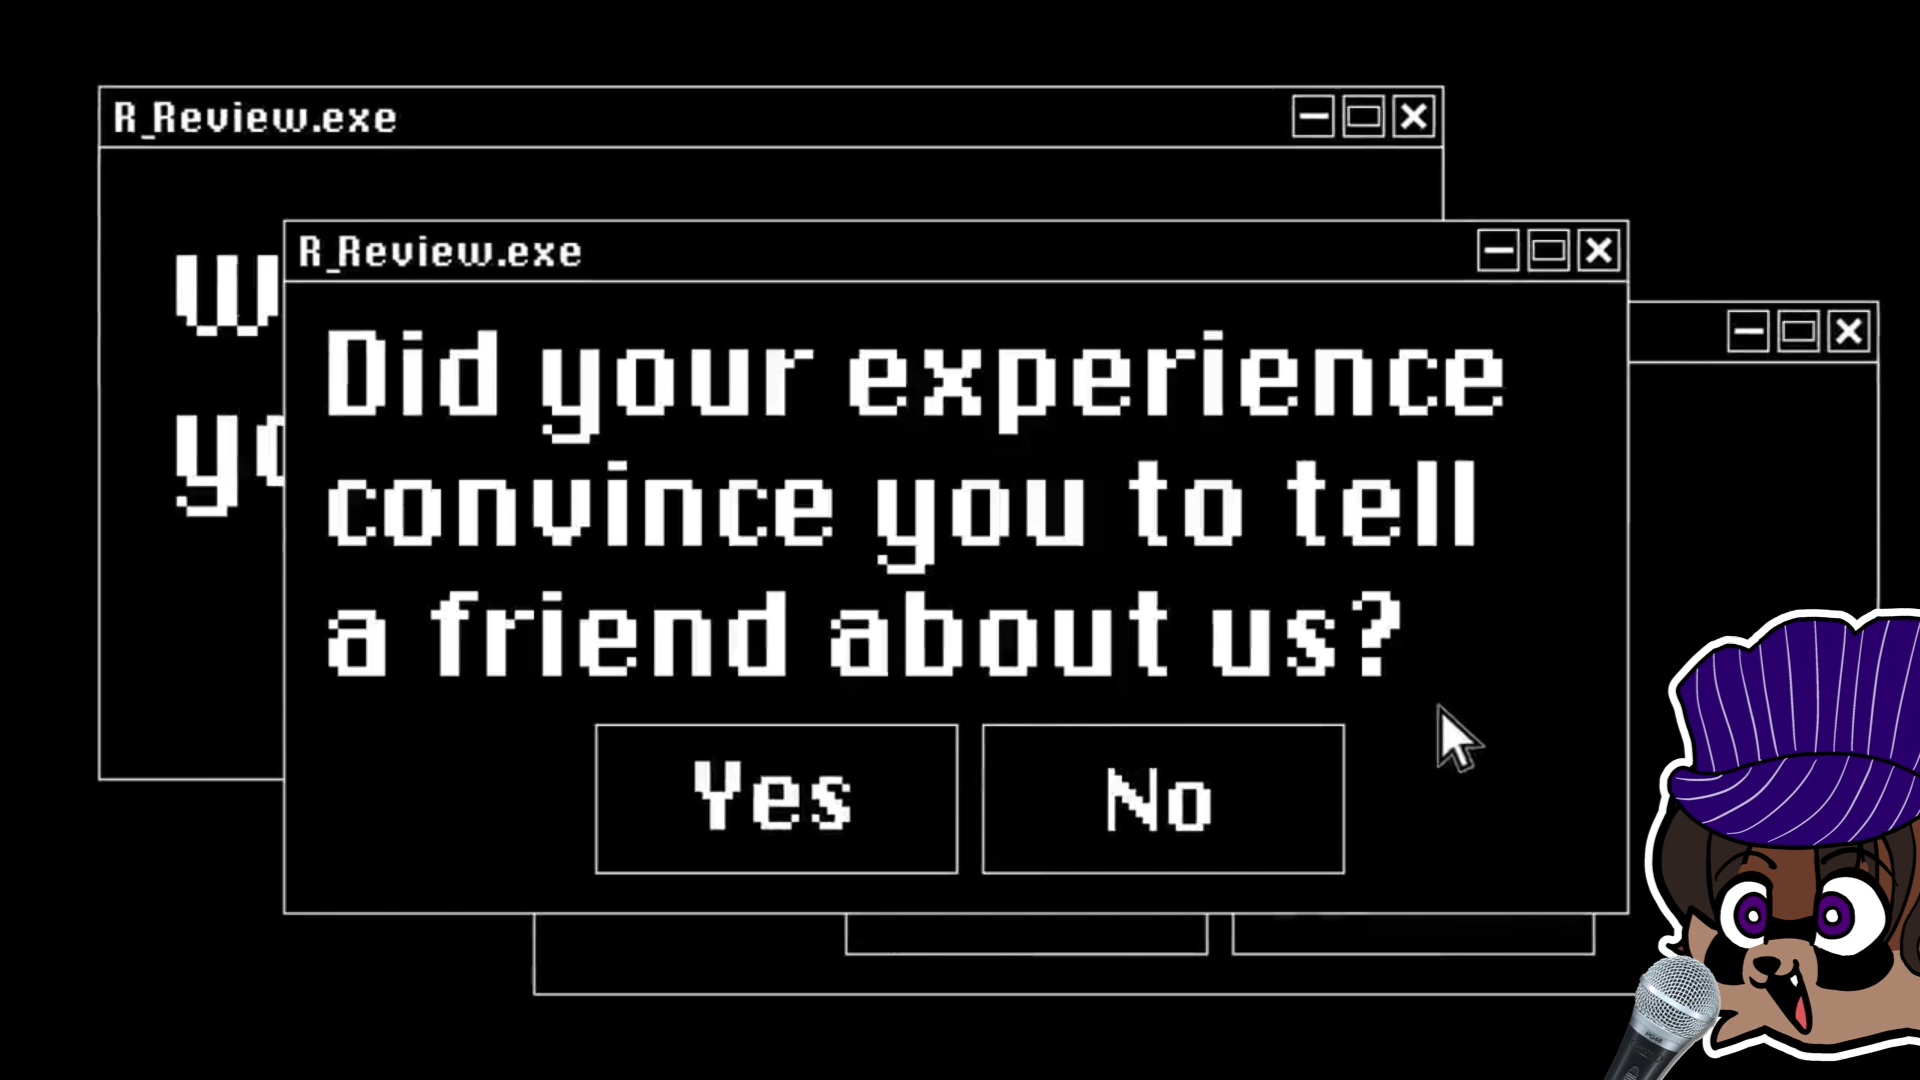 R_Review.exe
R_Review.exe
Did your experience
convince you to tell
a friend about us?
Yes
No